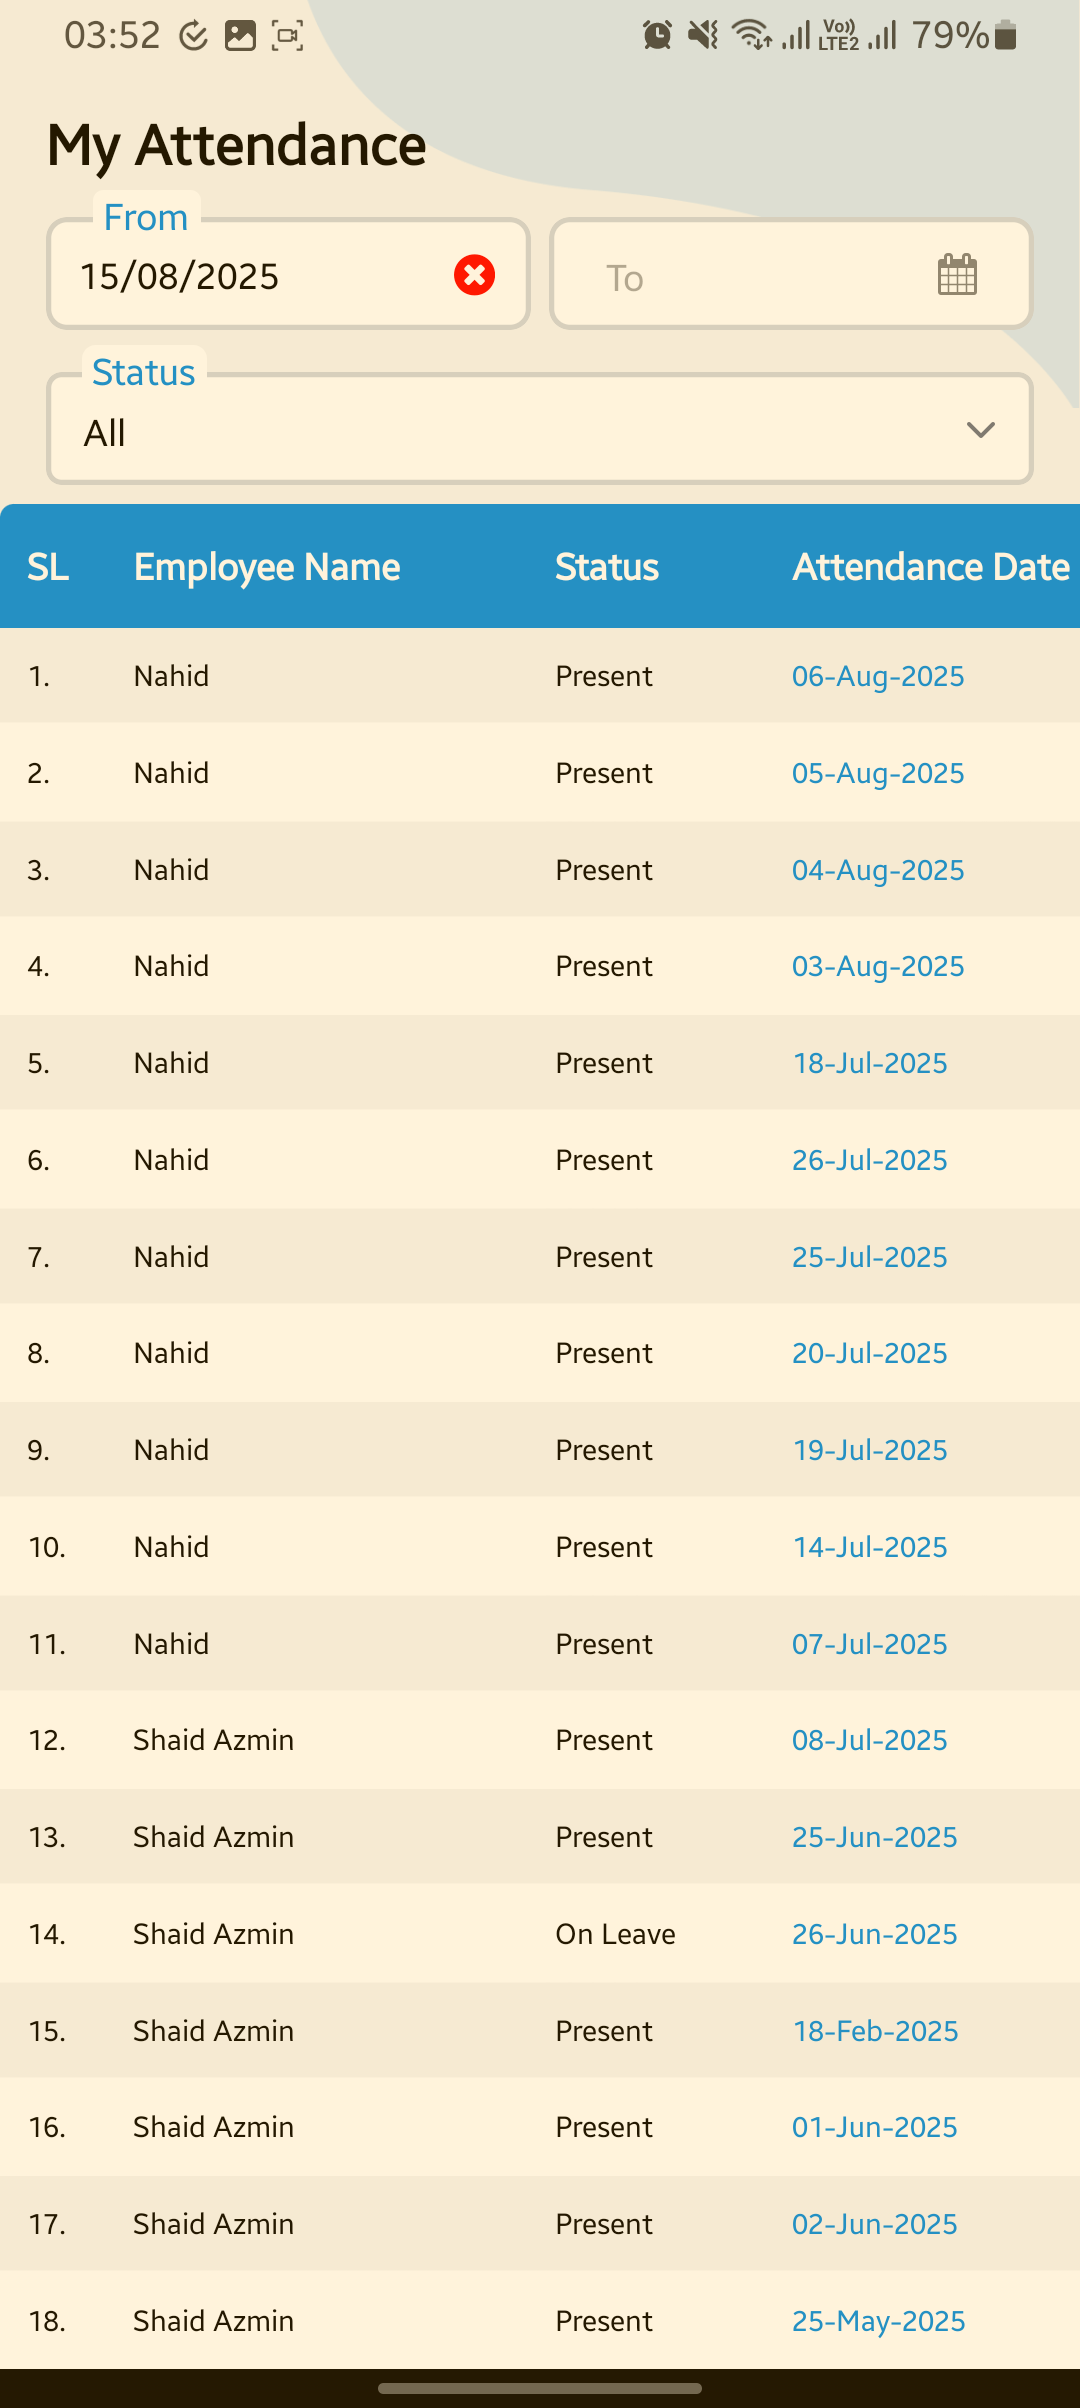 03:52 Vo)) LTE2 79%
My Attendance
From
15/08/2025 To
Status
All
SL Employee Name Status Attendance Date
1. Nahid Present 06-Aug-2025
2. Nahid Present 05-Aug-2025
3. Nahid Present 04-Aug-2025
4. Nahid Present 03-Aug-2025
5. Nahid Present 18-Jul-2025
6. Nahid Present 26-Jul-2025
7. Nahid Present 25-Jul-2025
8. Nahid Present 20-Jul-2025
9. Nahid Present 19-Jul-2025
10. Nahid Present 14-Jul-2025
11. Nahid Present 07-Jul-2025
12. Shaid Azmin Present 08-Jul-2025
13. Shaid Azmin Present 25-Jun-2025
14. Shaid Azmin On Leave 26-Jun-2025
15. Shaid Azmin Present 18-Feb-2025
16. Shaid Azmin Present 01-Jun-2025
17. Shaid Azmin Present 02-Jun-2025
18. Shaid Azmin Present 25-May-2025